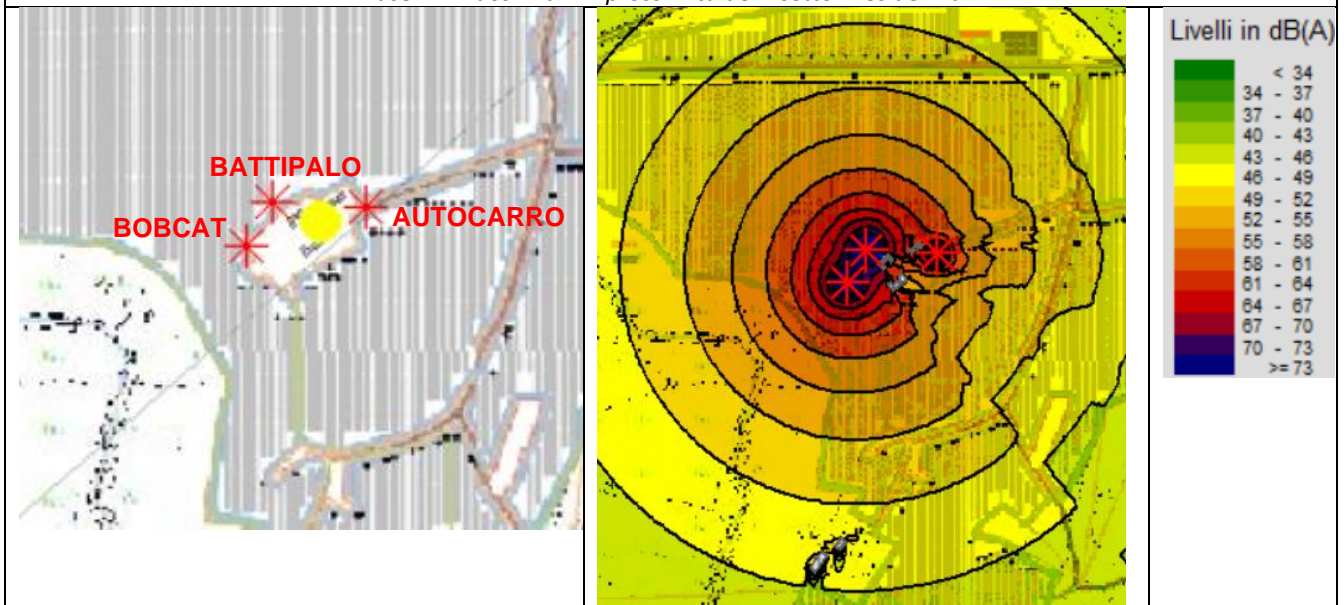 BATTIPALO
BOBCAT
AUTOCARRO
Livelli in dB(A)
< 34
34 - 37
37 - 40
40 - 43
43 - 46
46 - 49
49 - 52
52 - 55
55 - 58
58 - 61
61 - 64
64 - 67
67 - 70
70 - 73
>= 73